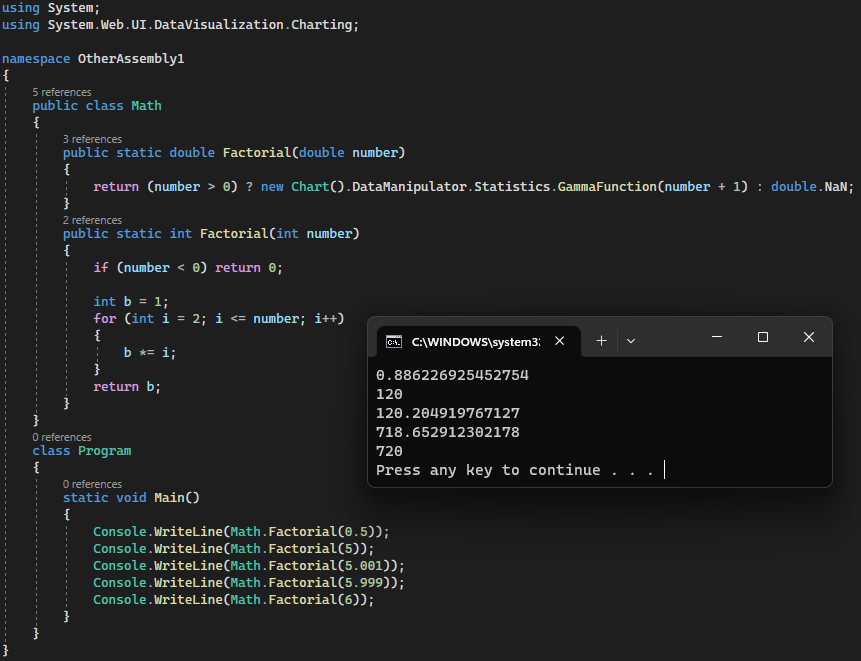 using System;
using System.Web.UI.DataVisualization.Charting;
namespace OtherAssembly1
{
5 references
public class Math
{
3 references
public static double Factorial(double number)
{
return (number > 0) ? new Chart().DataManipulator.Statistics.GammaFunction(number + 1) : double.NaN;
}
2 references
public static int Factorial(int number)
{
if (number < 0) return 0;
int b = 1;
for (int i = 2; i <= number; i++)
{
b *= i;
}
return b;
}
}
0 references
class Program
{
0 references
static void Main()
{
Console.WriteLine(Math.Factorial(0.5));
Console.WriteLine(Math.Factorial(5));
Console.WriteLine(Math.Factorial(5.001));
Console.WriteLine(Math.Factorial(5.999));
Console.WriteLine(Math.Factorial(6));
}
}
}
C:\WINDOWS\system32
0.886226925452754
120
120.204919767127
718.652912302178
720
Press any key to continue . . .